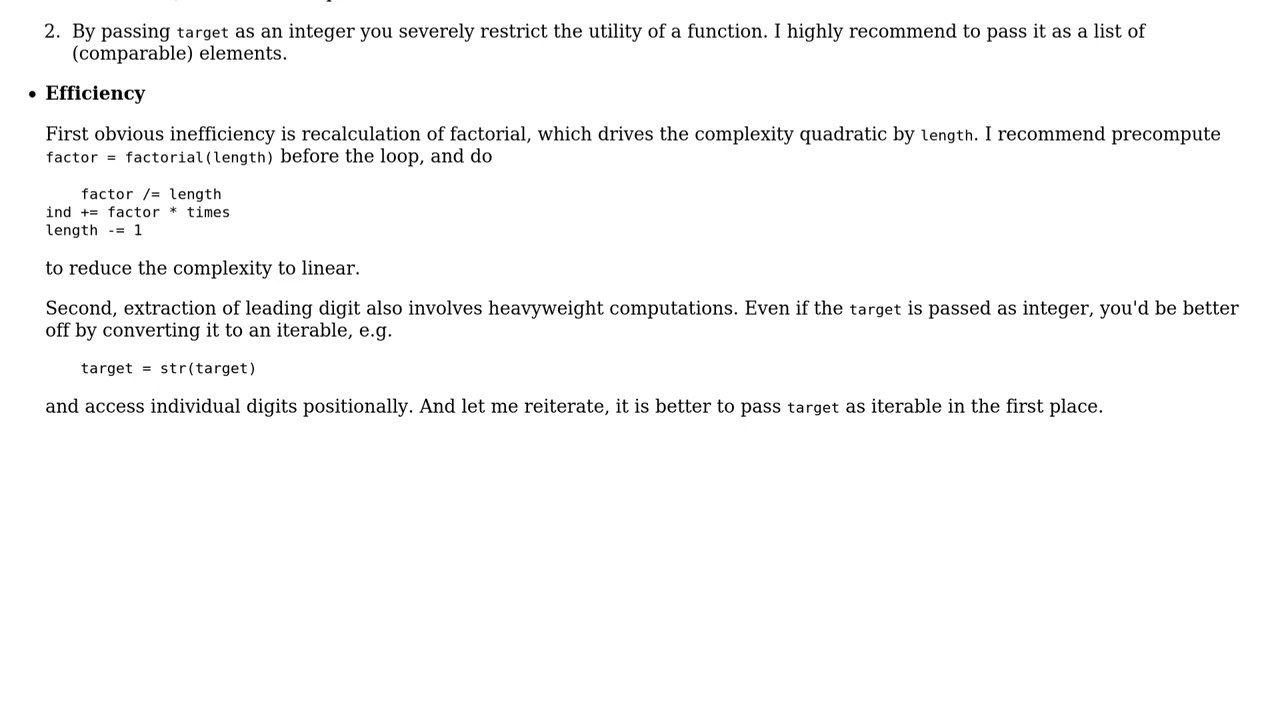 2. By passing target as an integer you severely restrict the utility of a function. I highly recommend to pass it as a list of
(comparable) elements.
• Efficiency
First obvious inefficiency is recalculation of factorial, which drives the complexity quadratic by length. I recommend precompute
factor = factorial(length) before the loop, and do
    factor /= length
ind += factor * times
length -= 1
to reduce the complexity to linear.
Second, extraction of leading digit also involves heavyweight computations. Even if the target is passed as integer, you'd be better
off by converting it to an iterable, e.g.
    target = str(target)
and access individual digits positionally. And let me reiterate, it is better to pass target as iterable in the first place.